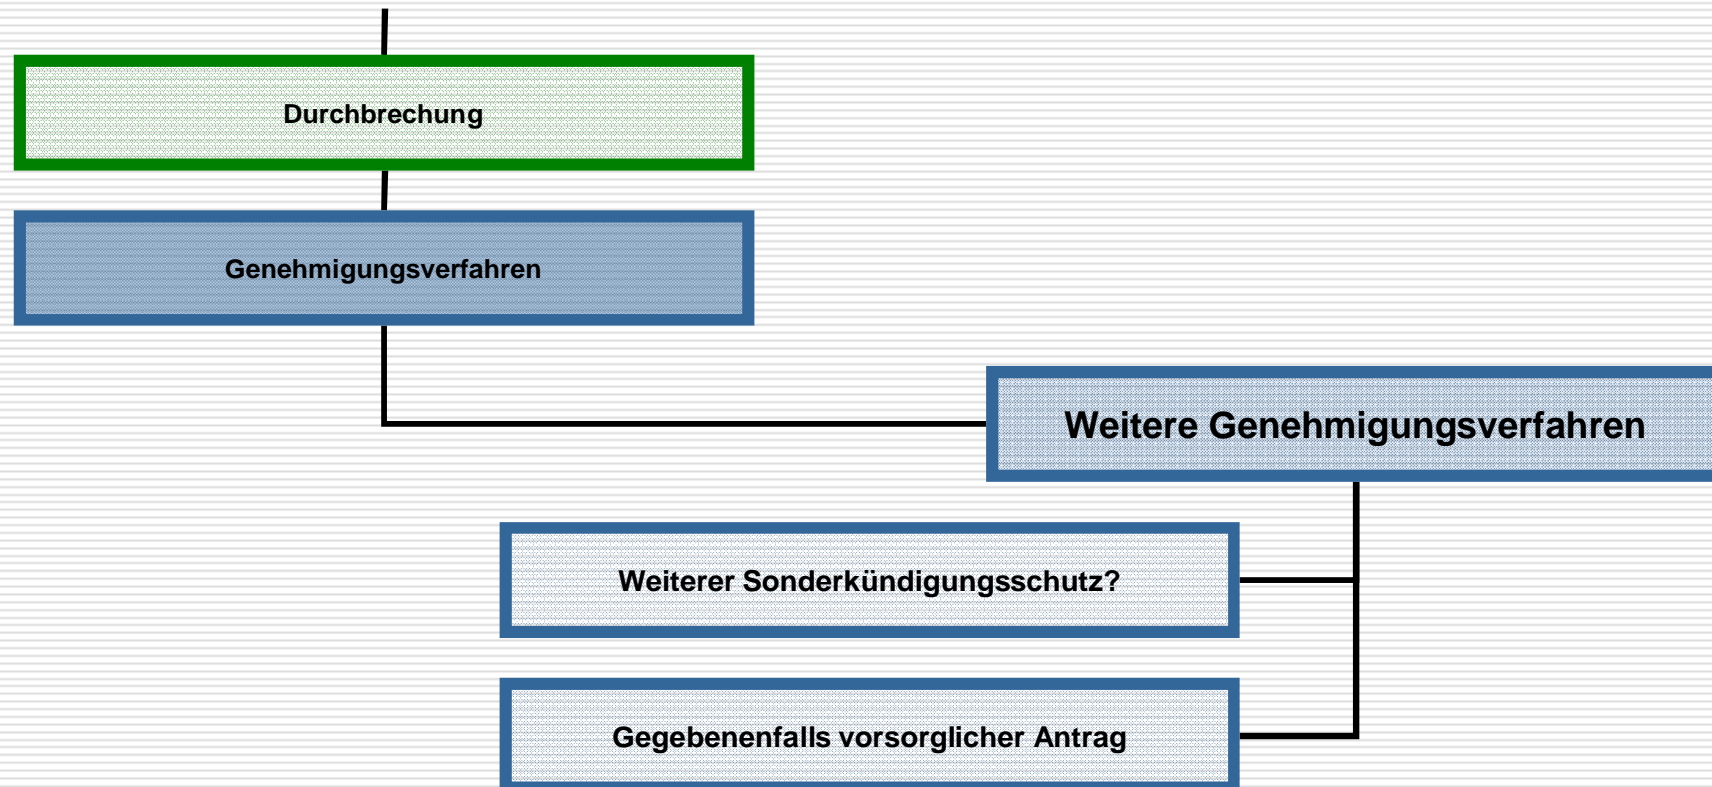 Durchbrechung
Genehmigungsverfahren
Weitere Genehmigungsverfahren
Weiterer Sonderkündigungsschutz?
Gegebenenfalls vorsorglicher Antrag